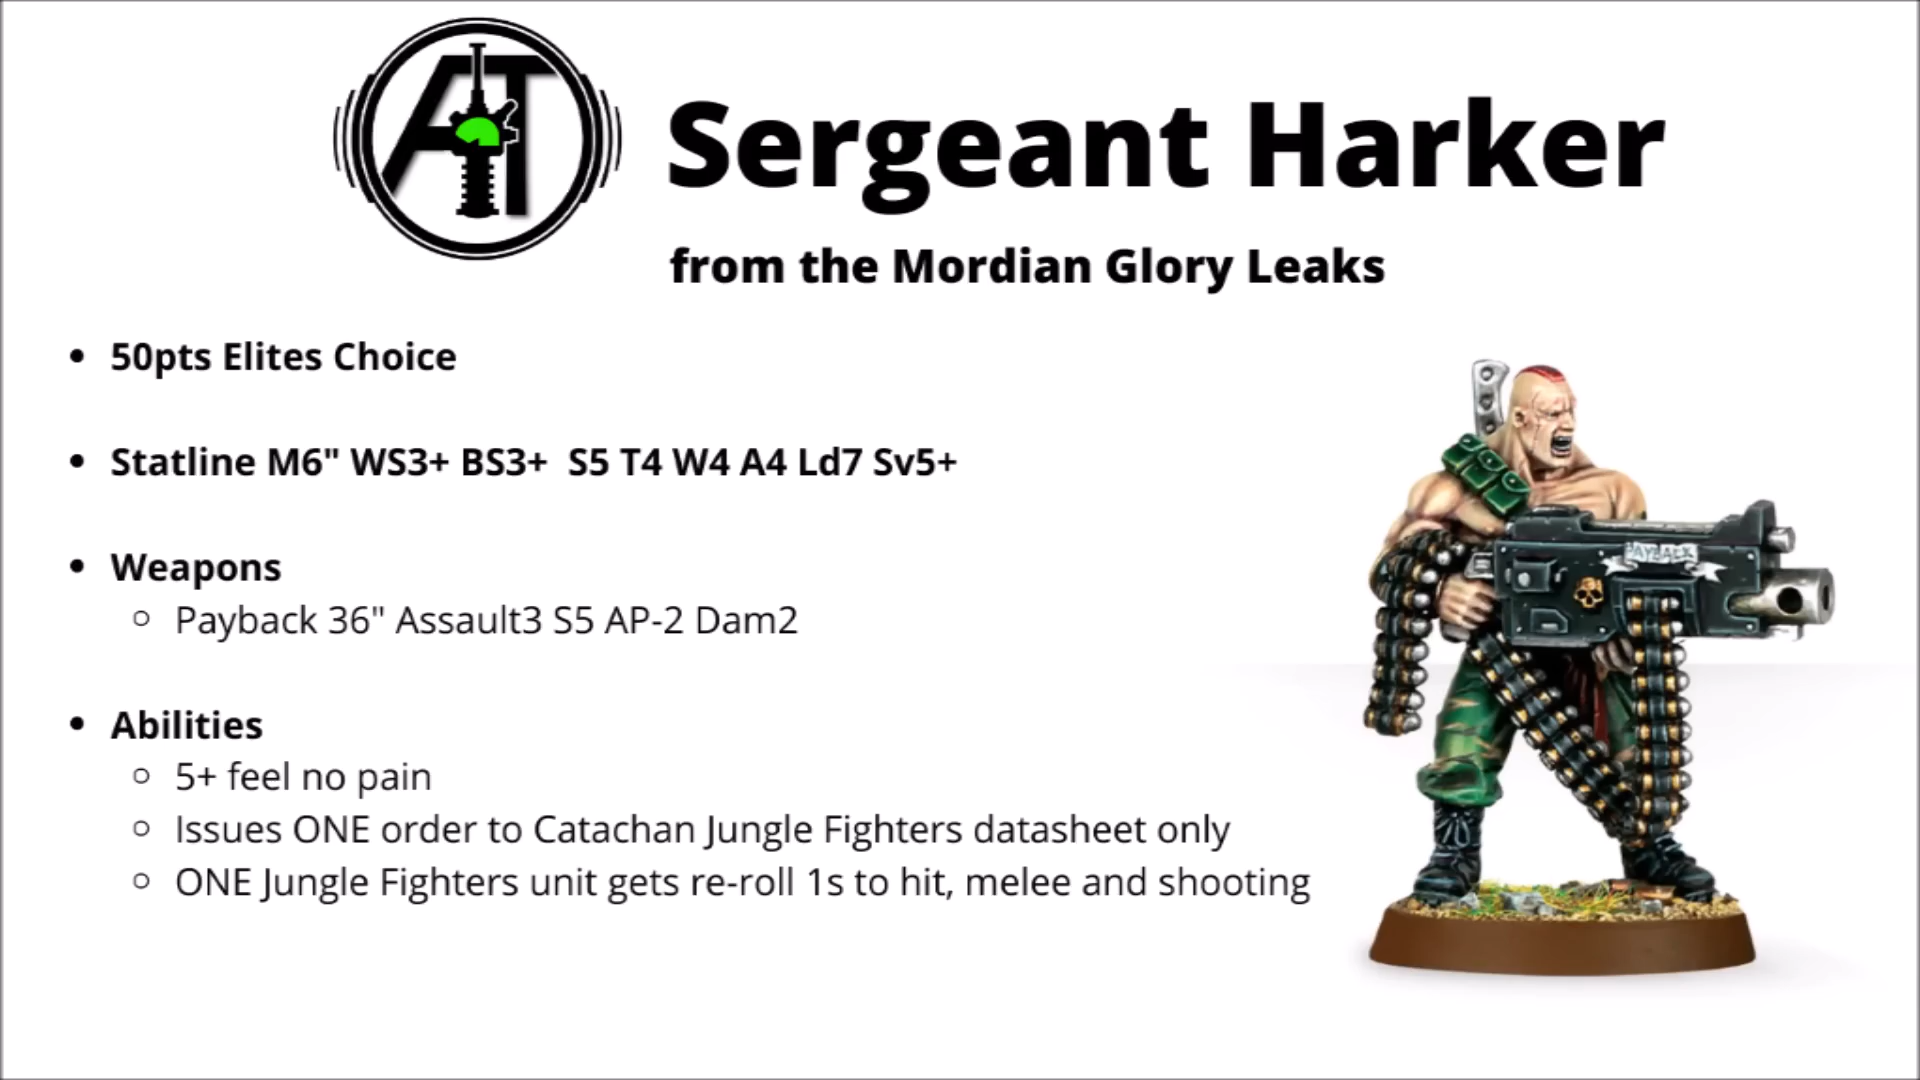 AT
Sergeant Harker
from the Mordian Glory Leaks
• 50pts Elites Choice
• Statline M6" WS3+ BS3+  S5 T4 W4 A4 Ld7 Sv5+
• Weapons
○ Payback 36" Assault3 S5 AP-2 Dam2
PAYBACK
• Abilities
○ 5+ feel no pain
○ Issues ONE order to Catachan Jungle Fighters datasheet only
○ ONE Jungle Fighters unit gets re-roll 1s to hit, melee and shooting